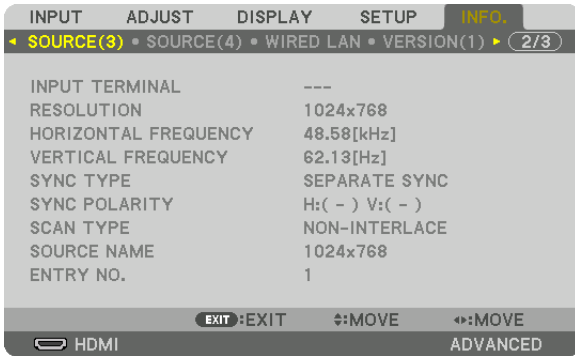 INPUT ADJUST DISPLAY SETUP INFO.
SOURCE(3) • SOURCE(4) • WIRED LAN • VERSION(1) 2/3
INPUT TERMINAL ---
RESOLUTION 1024x768
HORIZONTAL FREQUENCY 48.58[kHz]
VERTICAL FREQUENCY 62.13[Hz]
SYNC TYPE SEPARATE SYNC
SYNC POLARITY H:( – ) V:( – )
SCAN TYPE NON-INTERLACE
SOURCE NAME 1024x768
ENTRY NO. 1
EXIT :EXIT :MOVE :MOVE
HDMI ADVANCED